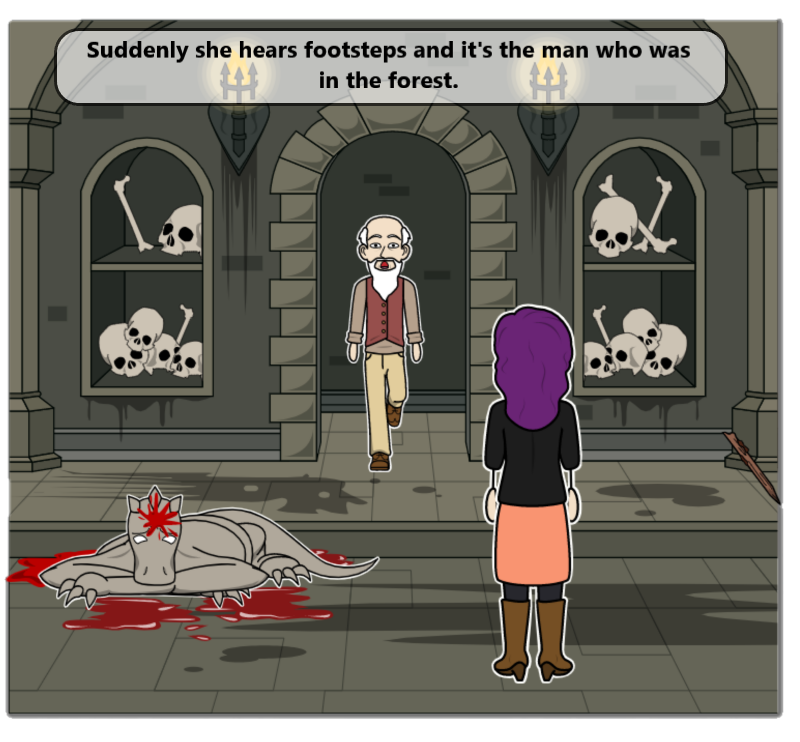 Suddenly she hears footsteps and it's the man who was
in the forest.